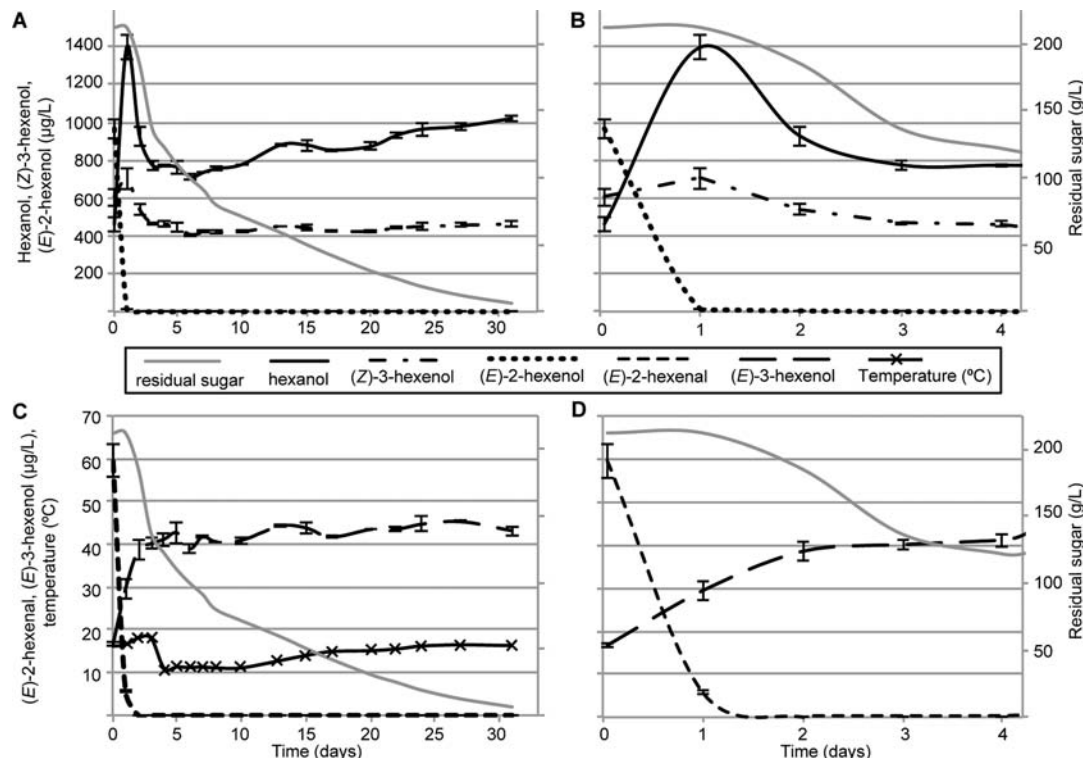 A
B
Hexanol, (Z)-3-hexenol,
(E)-2-hexenol (µg/L)
1400
1200
1000
800
600
400
200
0 5 10 15 20 25 30
200
150
100
50
Residual sugar (g/L)
0 1 2 3 4
residual sugar
hexanol
(Z)-3-hexenol
(E)-2-hexenol
(E)-2-hexenal
(E)-3-hexenol
Temperature (ºC)
C
D
(E)-2-hexenal, (E)-3-hexenol (µg/L),
temperature (ºC)
70
60
50
40
30
20
10
0 5 10 15 20 25 30
Time (days)
200
150
100
50
Residual sugar (g/L)
0 1 2 3 4
Time (days)